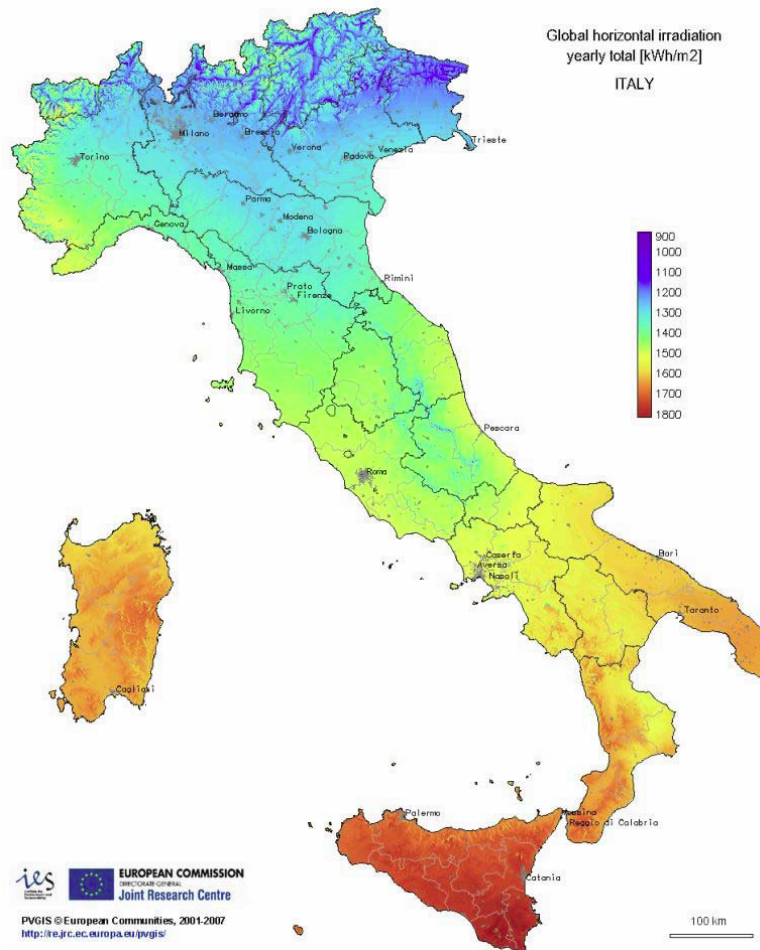 Global horizontal irradiation
yearly total [kWh/m2]
ITALY
Bergamo
Milano
Brescia
Trieste
Verona
Venezia
Padova
Torino
Parma
Modena
Genova
Bologna
Massa
Rimini
Prato
Firenze
Livorno
900
1000
1100
1200
1300
1400
1500
1600
1700
1800
Pescara
Roma
Caserta
Aversa
Napoli
Bari
Taranto
Cagliari
Palermo
Messina
Reggio di Calabria
Catania
ies
EUROPEAN COMMISSION
DIRECTORATE-GENERAL
Joint Research Centre
PVGIS © European Communities, 2001-2007
http://re.jrc.ec.europa.eu/pvgis/
100 km